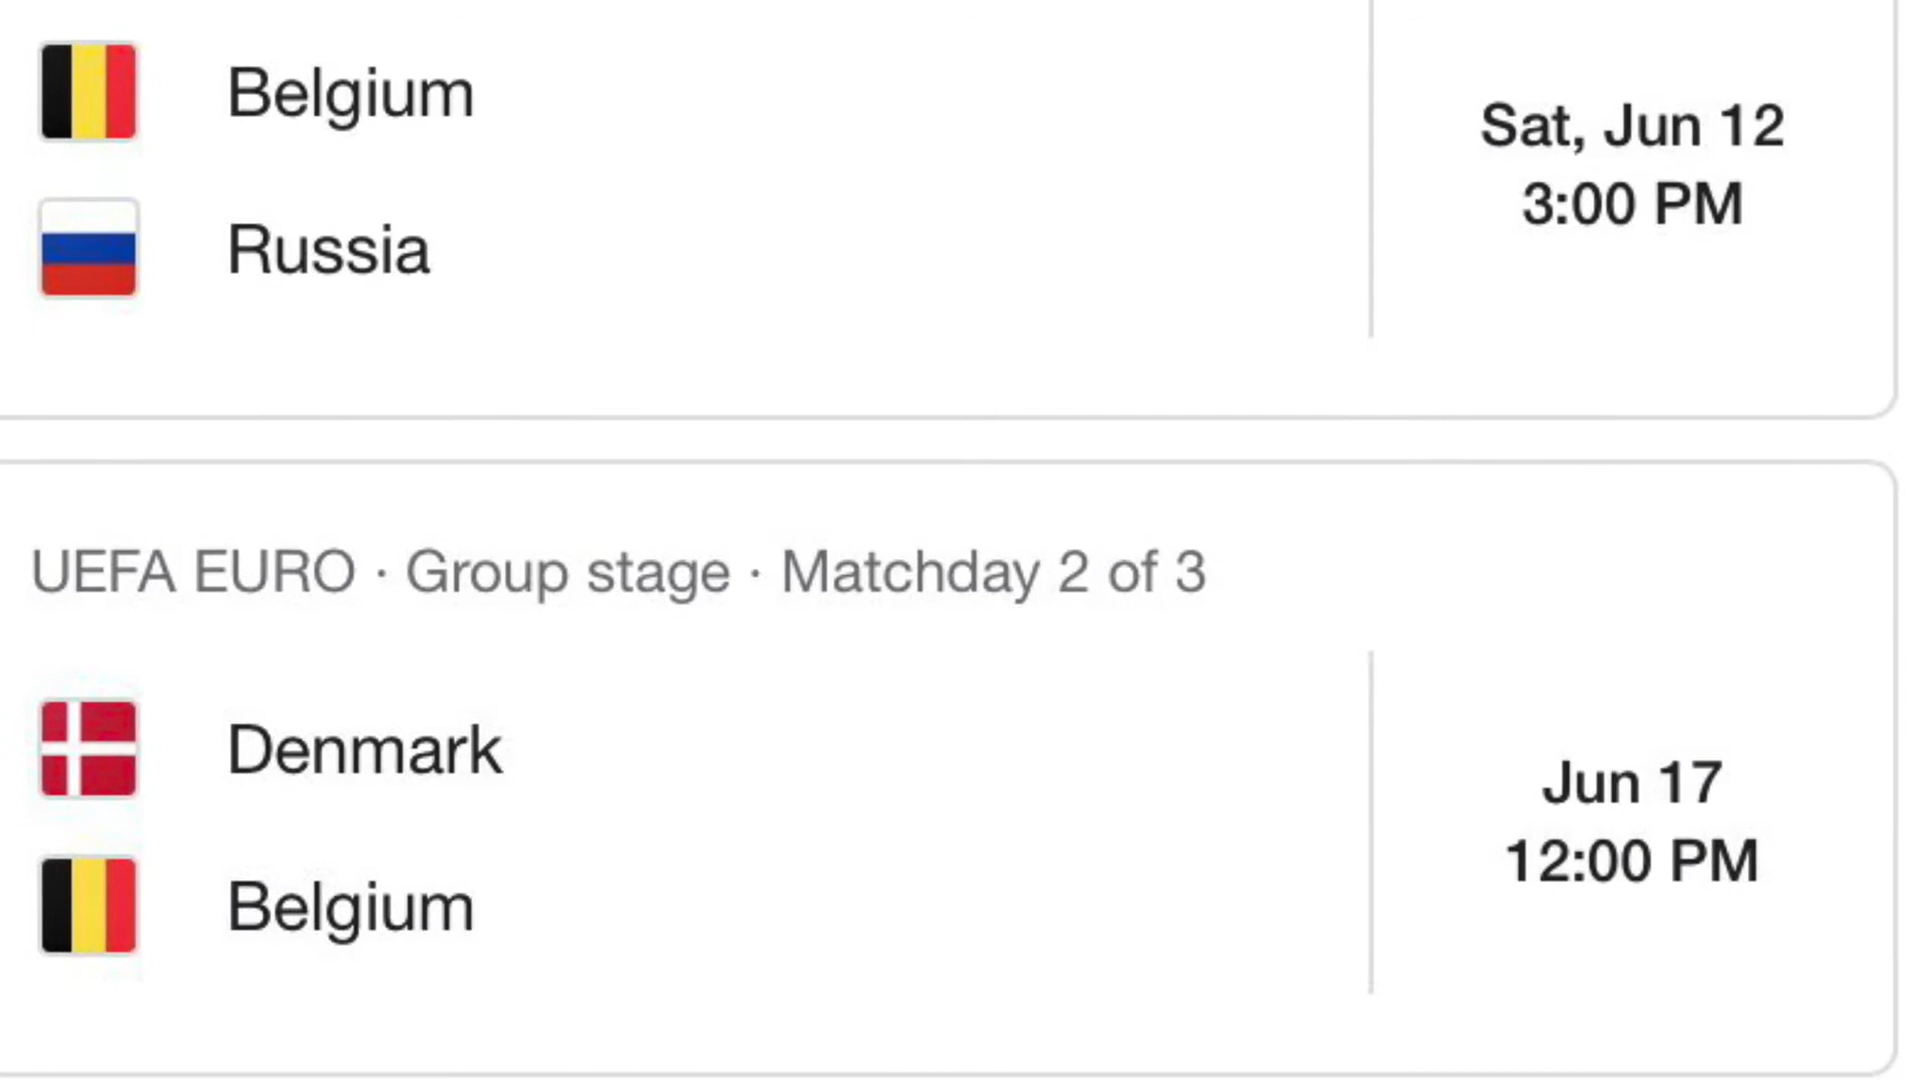 Belgium
Sat, Jun 12
3:00 PM
Russia
UEFA EURO · Group stage · Matchday 2 of 3
Denmark
Jun 17
12:00 PM
Belgium